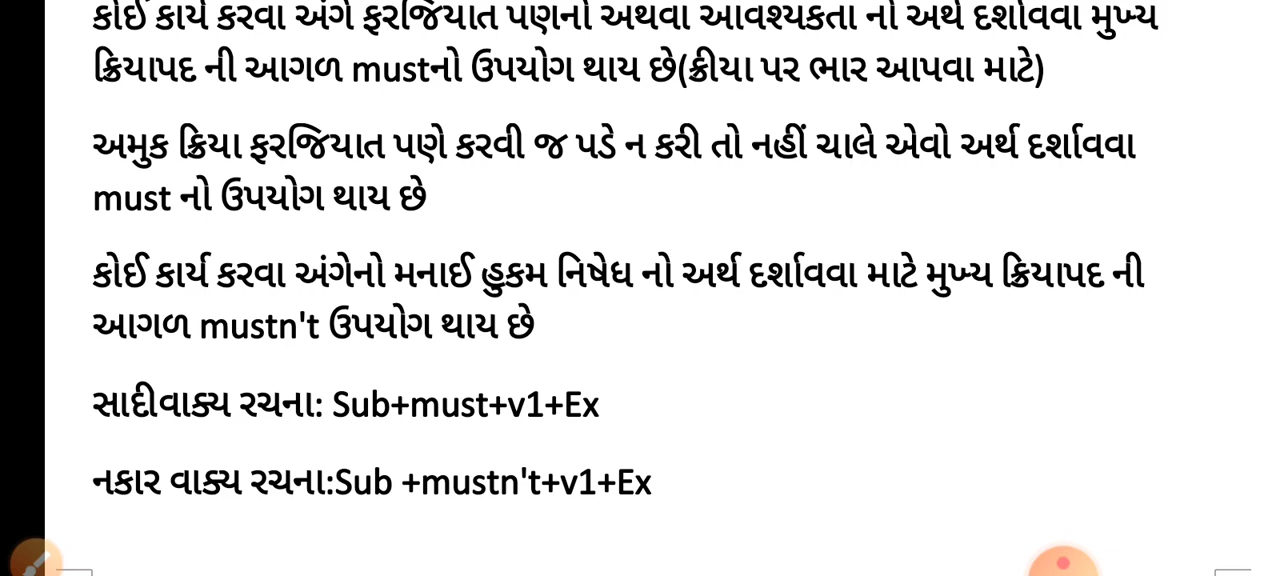 કોઈ કાર્ય કરવા અંગે ફરજિયાત પણનો અથવા આવશ્યકતા નો અર્થ દર્શાવવા મુખ્ય
ક્રિયાપદ ની આગળ mustનો ઉપયોગ થાય છે(ક્રીયા પર ભાર આપવા માટે)
અમુક ક્રિયા ફરજિયાત પણે કરવી જ પડે ન કરી તો નહીં ચાલે એવો અર્થ દર્શાવવા
must નો ઉપયોગ થાય છે
કોઈ કાર્ય કરવા અંગેનો મનાઈ હુકમ નિષેધ નો અર્થ દર્શાવવા માટે મુખ્ય ક્રિયાપદ ની
આગળ mustn't ઉપયોગ થાય છે
સાદીવાક્ય રચના: Sub+must+v1+Ex
નકાર વાક્ય રચના:Sub +mustn't+v1+Ex